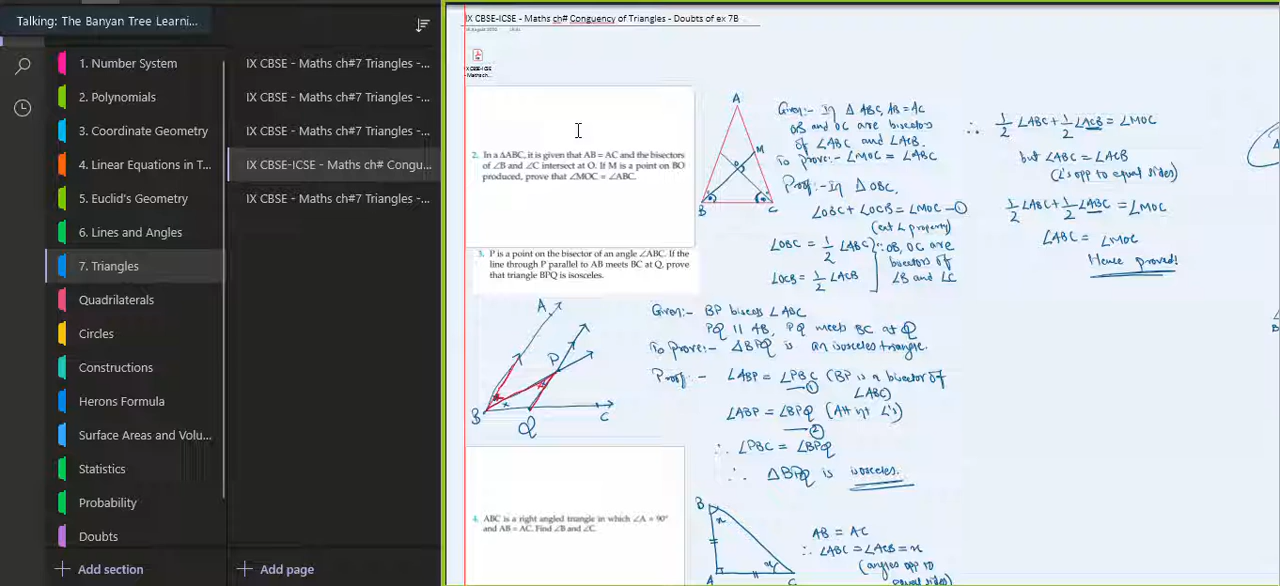 Talking: The Banyan Tree Learni...
1. Number System
2. Polynomials
3. Coordinate Geometry
4. Linear Equations in T...
5. Euclid's Geometry
6. Lines and Angles
7. Triangles
Quadrilaterals
Circles
Constructions
Herons Formula
Surface Areas and Volu...
Statistics
Probability
Doubts
Add section
IX CBSE - Maths ch#7 Triangles -...
IX CBSE - Maths ch#7 Triangles -...
IX CBSE - Maths ch#7 Triangles -...
IX CBSE-ICSE - Maths ch# Congu...
IX CBSE - Maths ch#7 Triangles -...
Add page
IX CBSE-ICSE - Maths ch# Conguency of Triangles - Doubts of ex 7B
IX CBSE-ICSE
- Maths ch...
2. In a ΔABC, it is given that AB = AC and the bisectors
of ∠B and ∠C intersect at O. If M is a point on BO
produced, prove that ∠MOC = ∠ABC.
A
M
O
B
C
Given:- In Δ ABC, AB = AC
OB and OC are bisectors
of ∠ABC and ∠ACB.
To prove:- ∠MOC = ∠ABC
Proof:- In Δ OBC,
∠OBC + ∠OCB = ∠MOC —①
(ext ∠ property)
∠OBC = 1/2 ∠ABC
∠OCB = 1/2 ∠ACB
∵ OB, OC are
bisectors of
∠B and ∠C
∴ 1/2 ∠ABC + 1/2 ∠ACB = ∠MOC
but ∠ABC = ∠ACB
(∠'s opp to equal sides)
1/2 ∠ABC + 1/2 ∠ABC = ∠MOC
∠ABC = ∠MOC
Hence proved!
3. P is a point on the bisector of an angle ∠ABC. If the
line through P parallel to AB meets BC at Q, prove
that triangle BPQ is isosceles.
A
P
B
Q
C
x
Given:- BP bisects ∠ABC
PQ || AB, PQ meets BC at Q
To prove:- ΔBPQ is an isosceles triangle.
Proof:- ∠ABP = ∠PBC (BP is a bisector of
—① ∠ABC)
∠ABP = ∠BPQ (Alt int ∠'s)
—②
∴ ∠PBC = ∠BPQ
∴ ΔBPQ is isosceles.
4. ABC is a right angled triangle in which ∠A = 90°
and AB = AC. Find ∠B and ∠C.
B
x
x
A
C
AB = AC
∴ ∠ABC = ∠ACB = x
(angles opp to
equal sides)